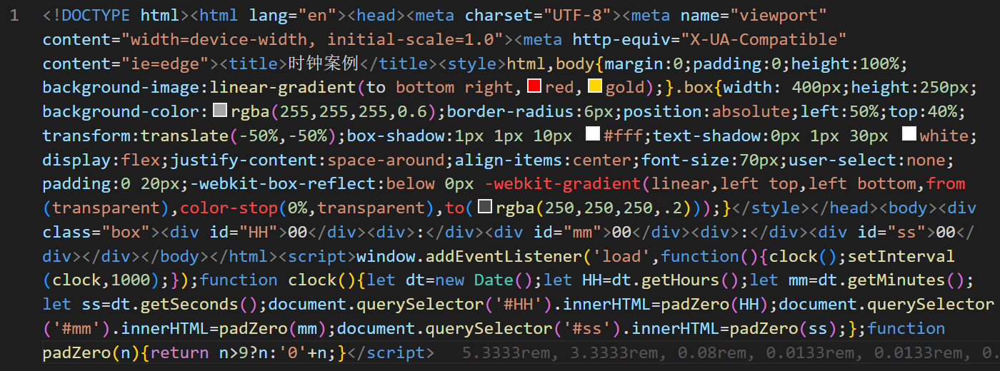 1 <!DOCTYPE html><html lang="en"><head><meta charset="UTF-8"><meta name="viewport"
content="width=device-width, initial-scale=1.0"><meta http-equiv="X-UA-Compatible"
content="ie=edge"><title>时钟案例</title><style>html,body{margin:0;padding:0;height:100%;
background-image:linear-gradient(to bottom right,red,gold);}.box{width: 400px;height:250px;
background-color:rgba(255,255,255,0.6);border-radius:6px;position:absolute;left:50%;top:40%;
transform:translate(-50%,-50%);box-shadow:1px 1px 10px #fff;text-shadow:0px 1px 30px white;
display:flex;justify-content:space-around;align-items:center;font-size:70px;user-select:none;
padding:0 20px;-webkit-box-reflect:below 0px -webkit-gradient(linear,left top,left bottom,from
(transparent),color-stop(0%,transparent),to(rgba(250,250,250,.2)));}</style></head><body><div
class="box"><div id="HH">00</div><div>:</div><div id="mm">00</div><div>:</div><div id="ss">00</
div></div></body></html><script>window.addEventListener('load',function(){clock();setInterval
(clock,1000);});function clock(){let dt=new Date();let HH=dt.getHours();let mm=dt.getMinutes();
let ss=dt.getSeconds();document.querySelector('#HH').innerHTML=padZero(HH);document.querySelector
('#mm').innerHTML=padZero(mm);document.querySelector('#ss').innerHTML=padZero(ss);};function
padZero(n){return n>9?n:'0'+n;}</script> 5.3333rem, 3.3333rem, 0.08rem, 0.0133rem, 0.0133rem, 0.